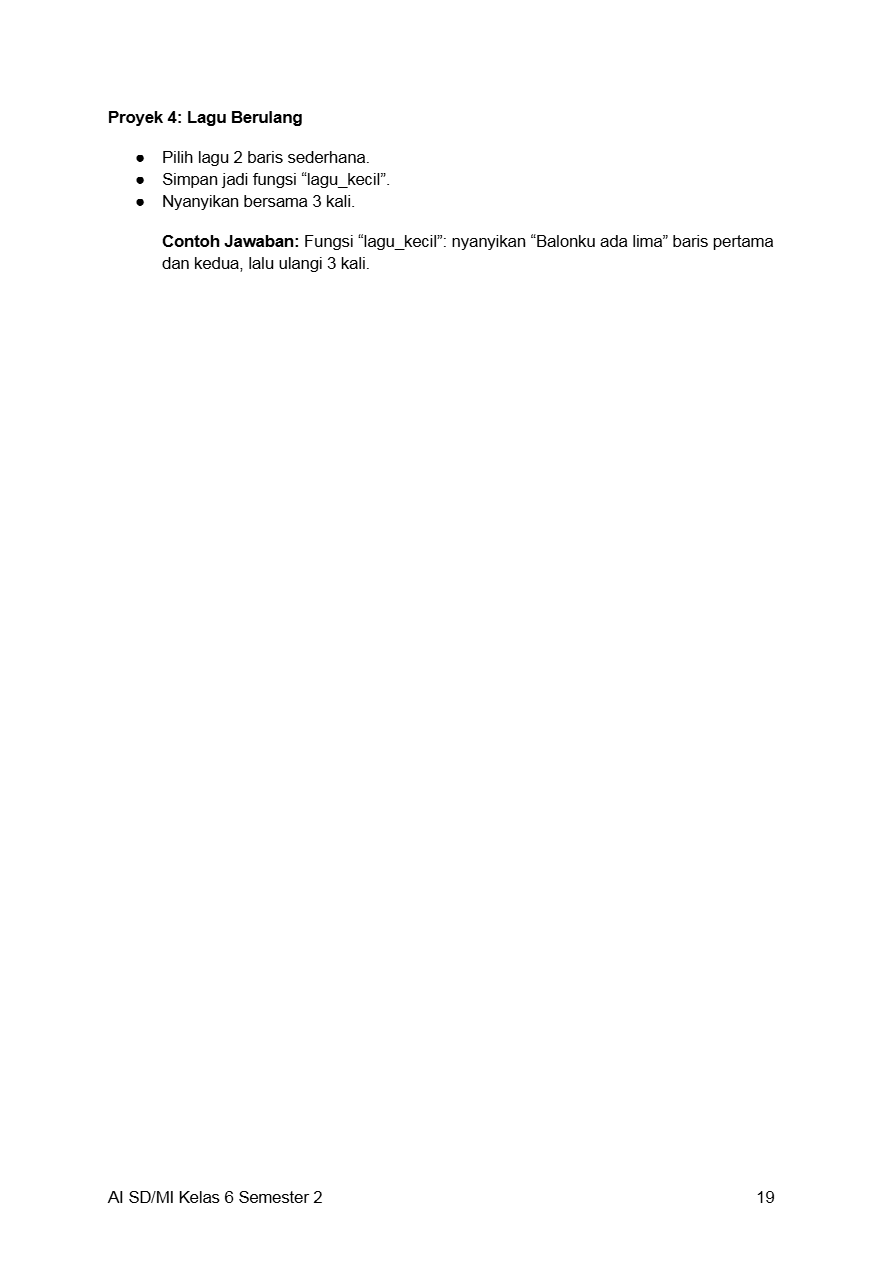 Proyek 4: Lagu Berulang
● Pilih lagu 2 baris sederhana.
● Simpan jadi fungsi “lagu_kecil”.
● Nyanyikan bersama 3 kali.
Contoh Jawaban: Fungsi “lagu_kecil”: nyanyikan “Balonku ada lima” baris pertama
dan kedua, lalu ulangi 3 kali.
AI SD/MI Kelas 6 Semester 2 19